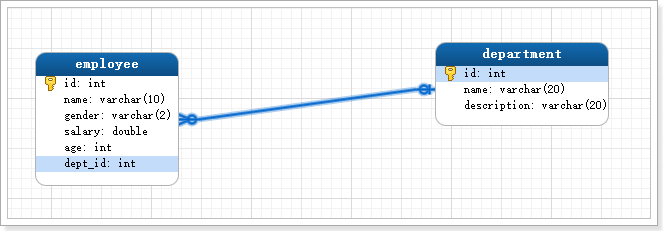 employee
id: int
name: varchar(10)
gender: varchar(2)
salary: double
age: int
dept_id: int
department
id: int
name: varchar(20)
description: varchar(20)